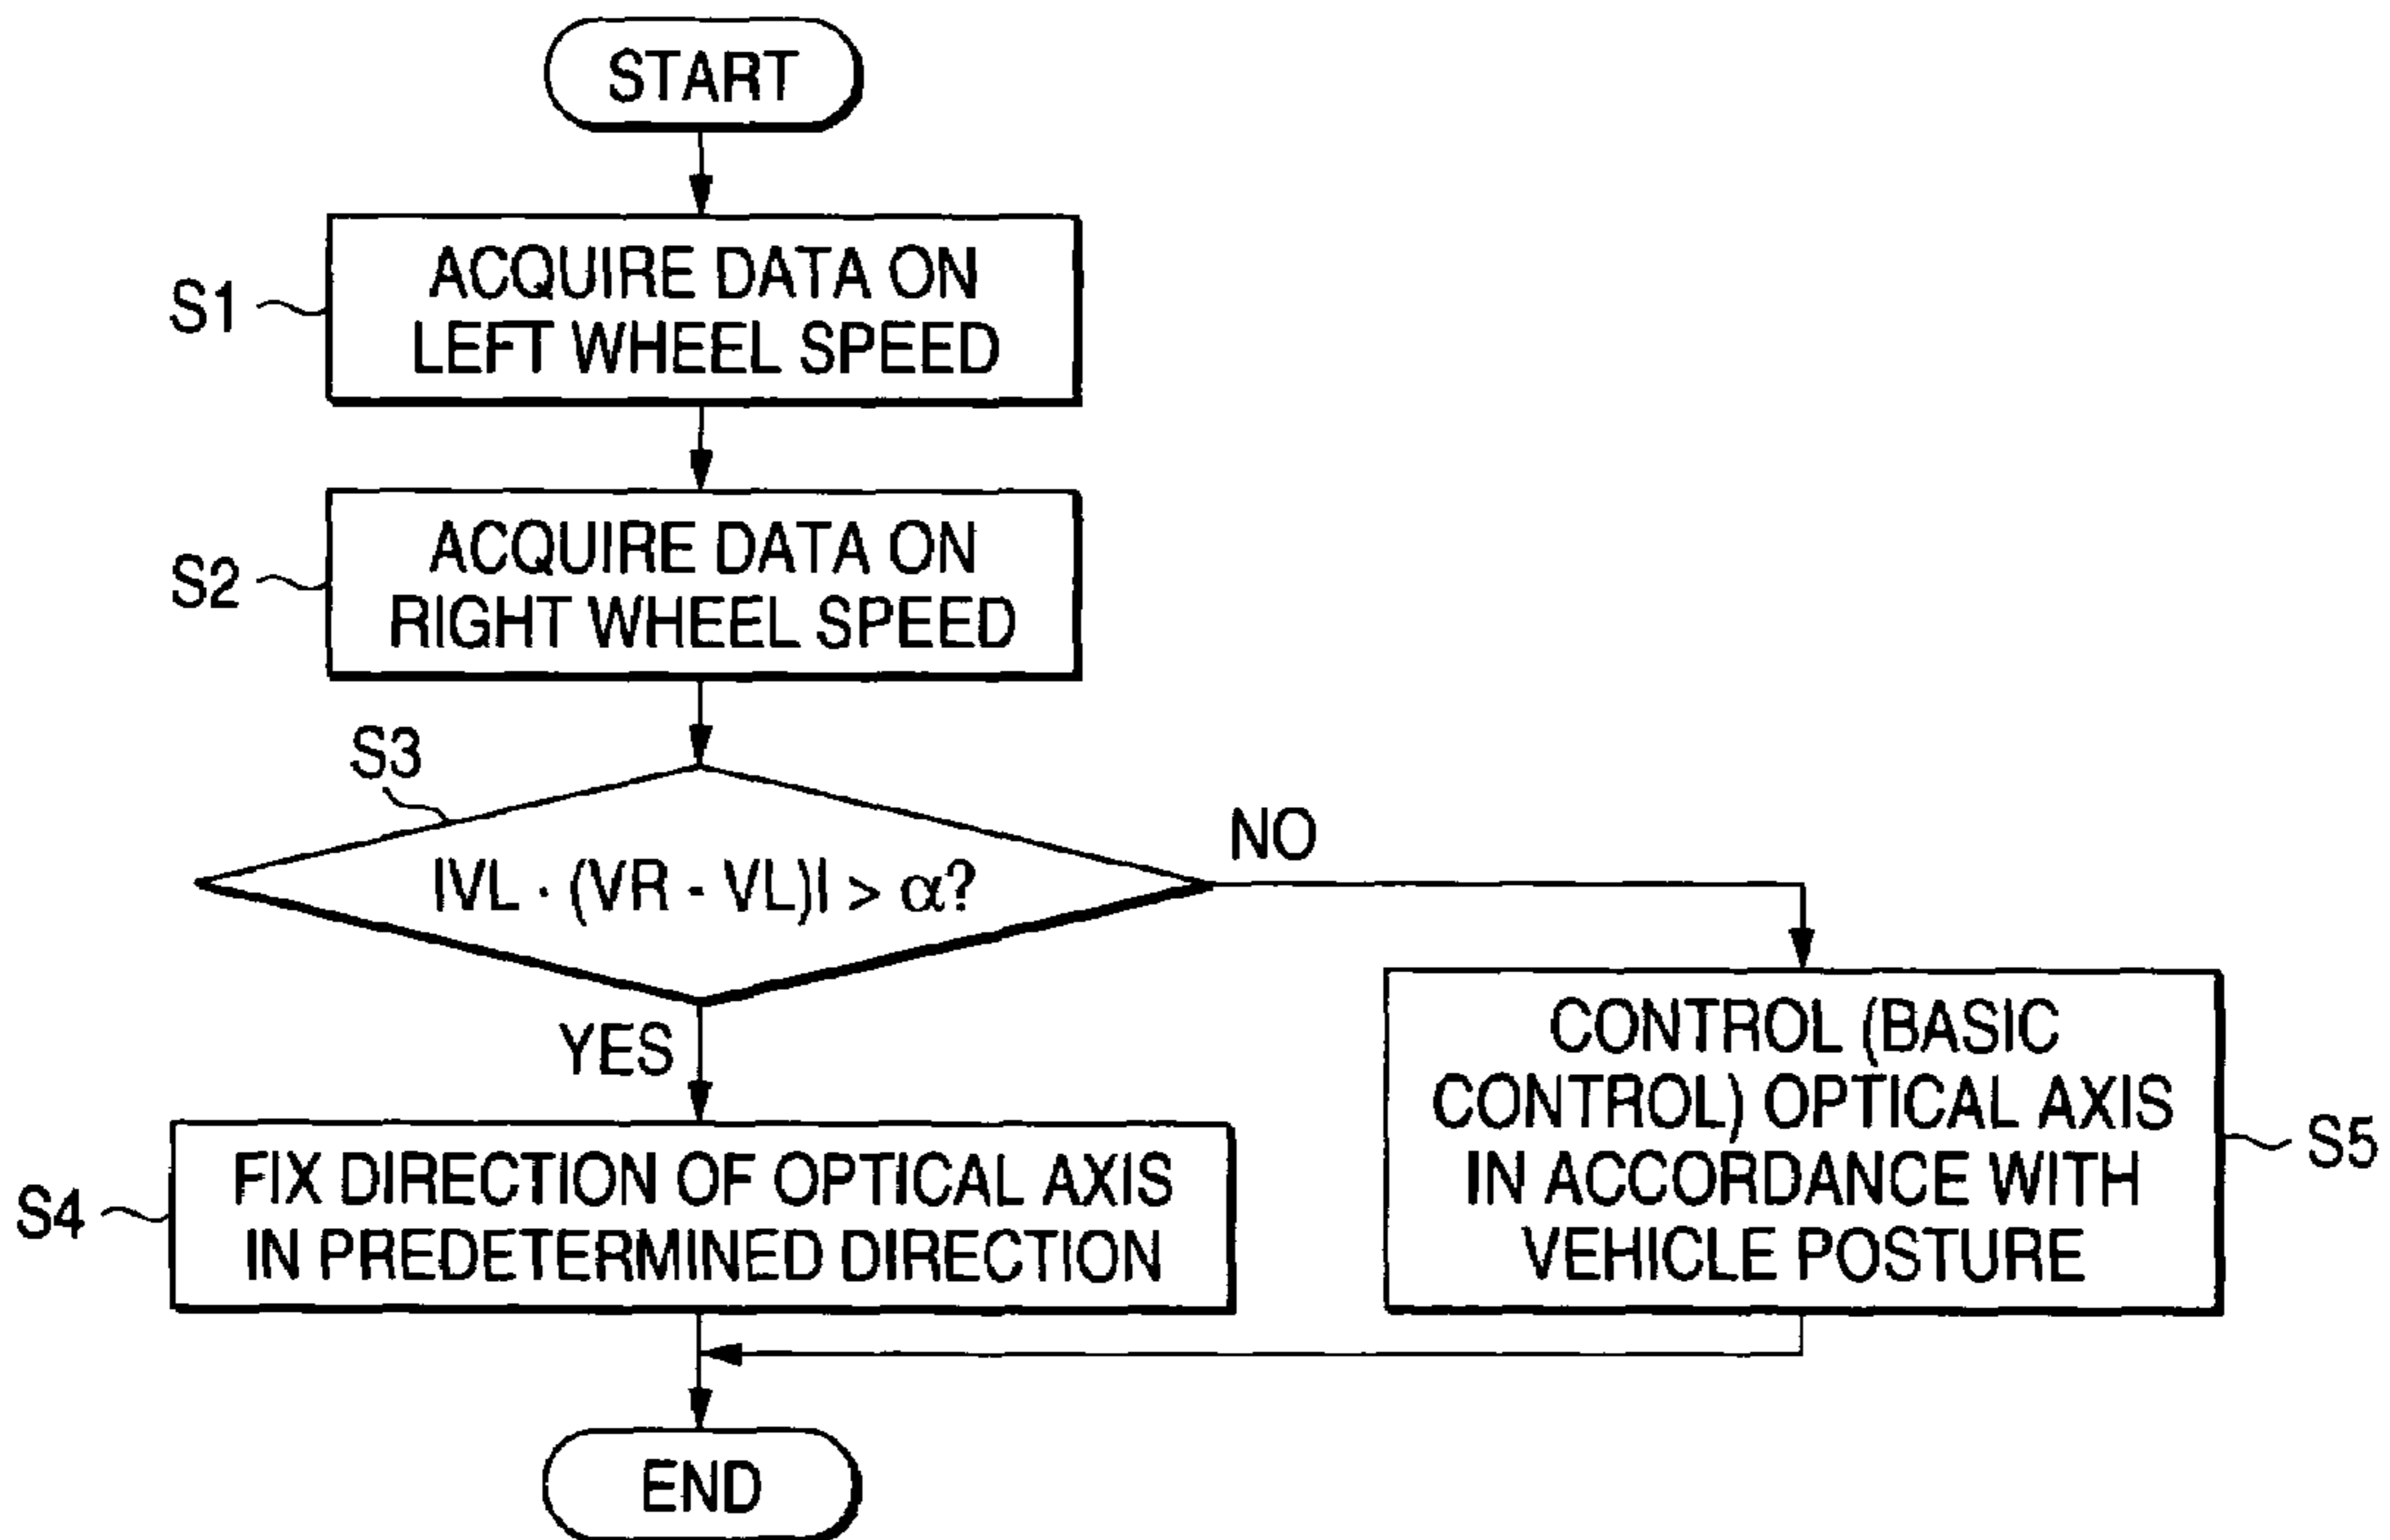 START
S1
ACQUIRE DATA ON
LEFT WHEEL SPEED
S2
ACQUIRE DATA ON
RIGHT WHEEL SPEED
S3
|VL · (VR - VL)| > α?
NO
YES
S4
FIX DIRECTION OF OPTICAL AXIS
IN PREDETERMINED DIRECTION
CONTROL (BASIC
CONTROL) OPTICAL AXIS
IN ACCORDANCE WITH
VEHICLE POSTURE
S5
END